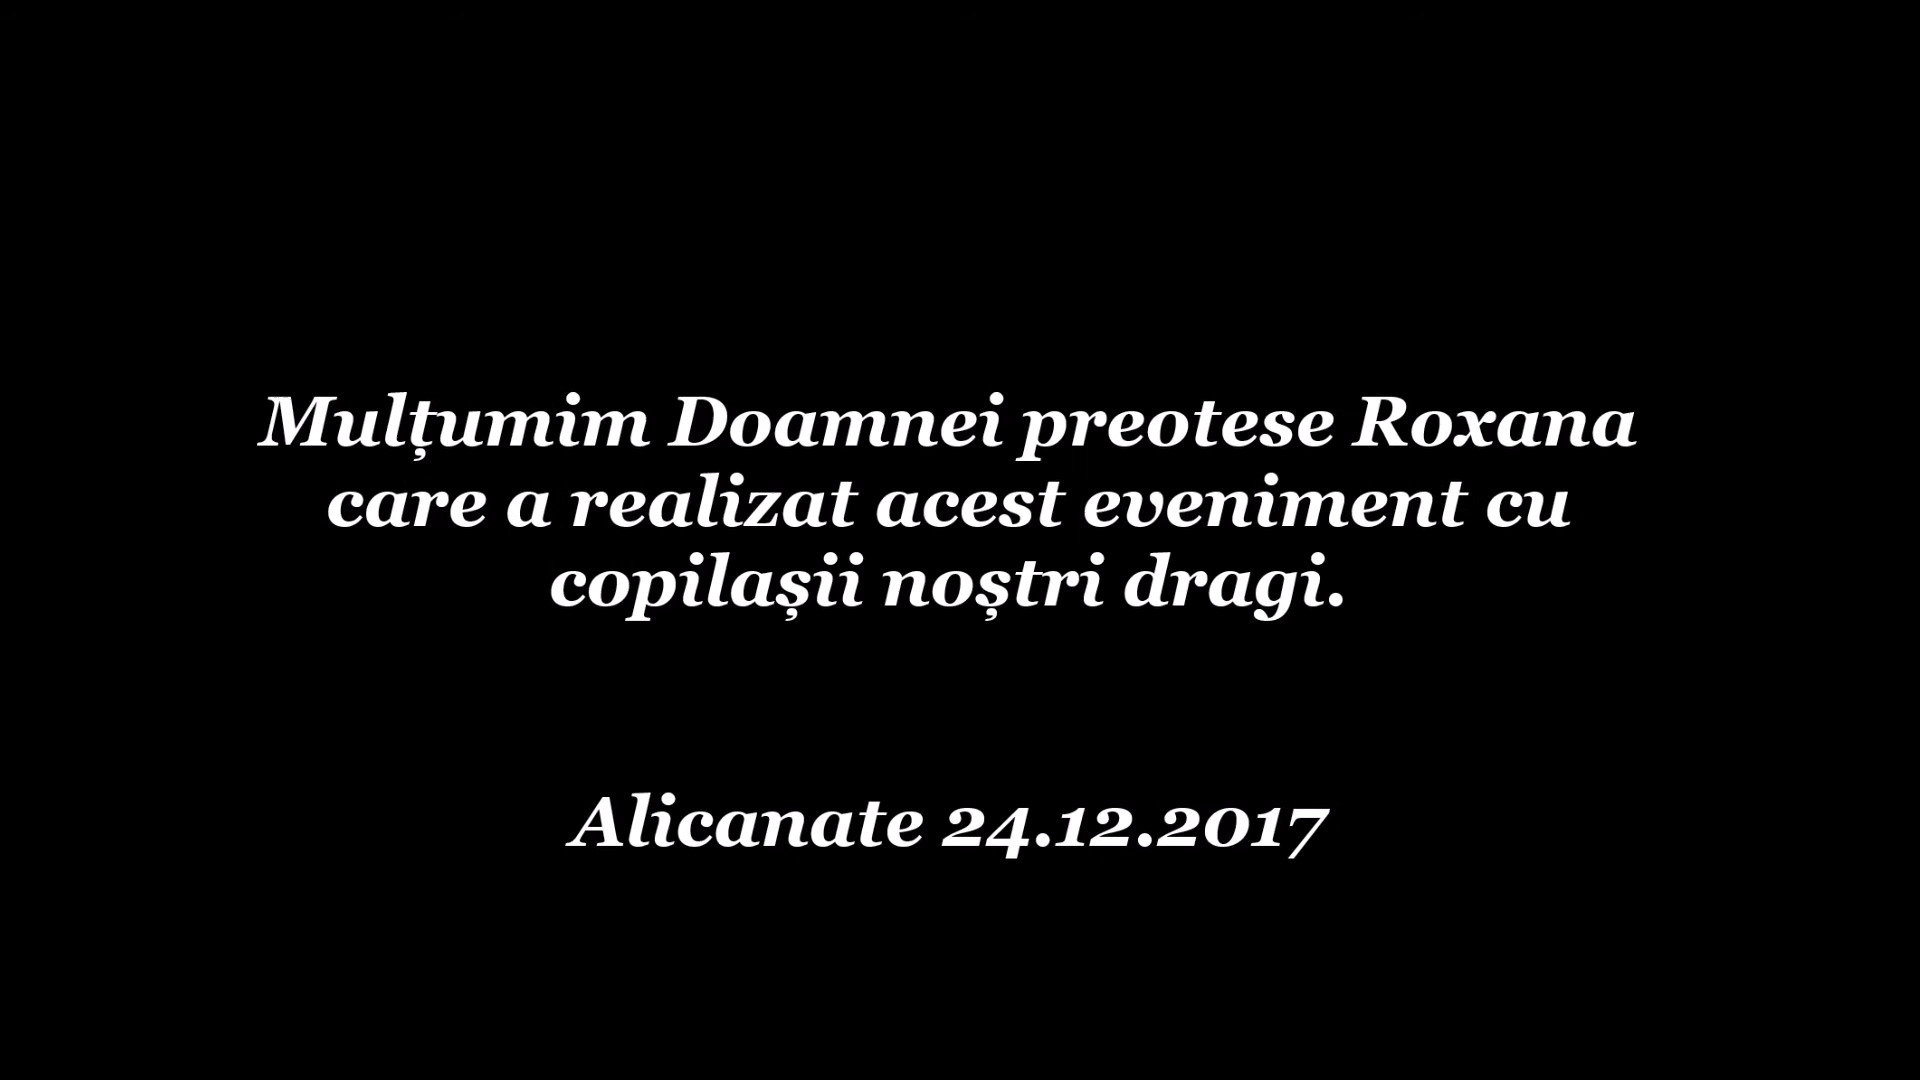 Mulțumim Doamnei preotese Roxana
care a realizat acest eveniment cu
copilașii noștri dragi.
Alicanate 24.12.2017